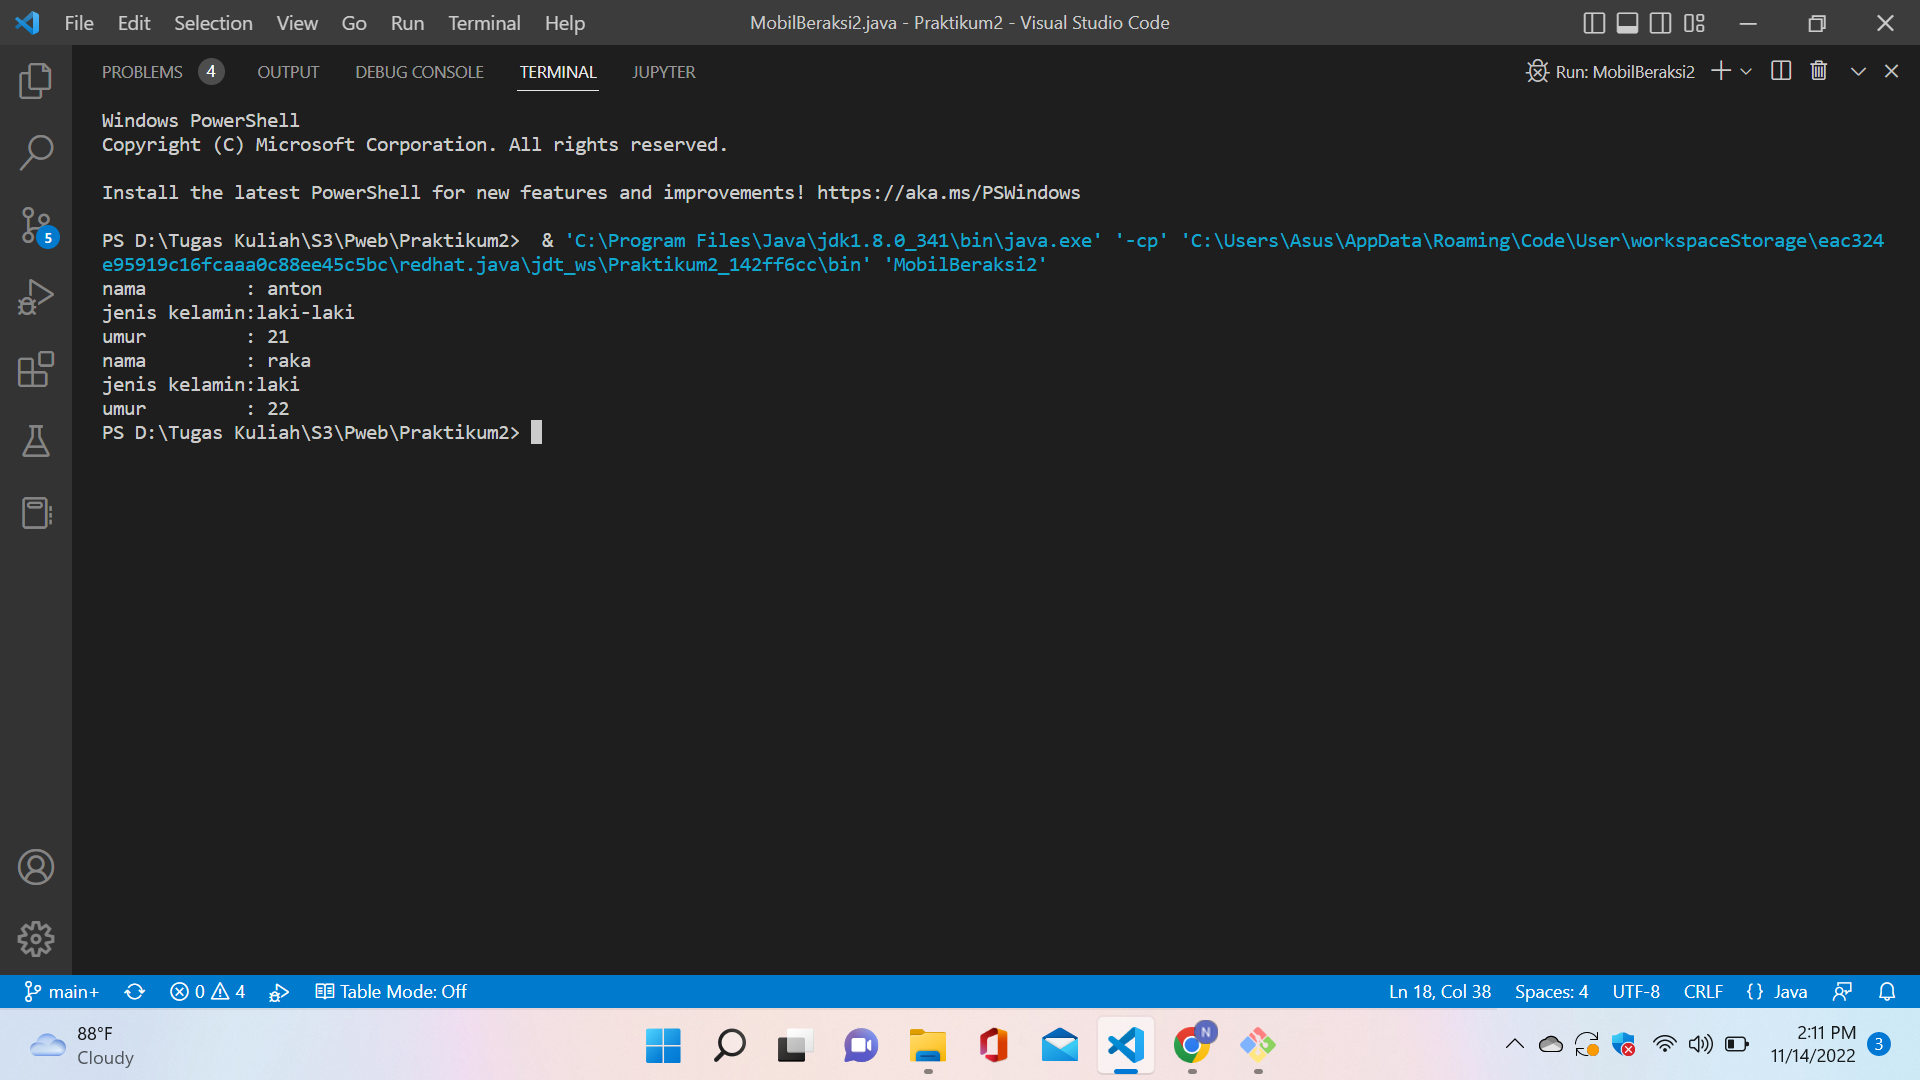 File Edit Selection View Go Run Terminal Help MobilBeraksi2.java - Praktikum2 - Visual Studio Code
PROBLEMS 4 OUTPUT DEBUG CONSOLE TERMINAL JUPYTER Run: MobilBeraksi2
Windows PowerShell
Copyright (C) Microsoft Corporation. All rights reserved.
Install the latest PowerShell for new features and improvements! https://aka.ms/PSWindows
PS D:\Tugas Kuliah\S3\Pweb\Praktikum2>  & 'C:\Program Files\Java\jdk1.8.0_341\bin\java.exe' '-cp' 'C:\Users\Asus\AppData\Roaming\Code\User\workspaceStorage\eac324
e95919c16fcaaa0c88ee45c5bc\redhat.java\jdt_ws\Praktikum2_142ff6cc\bin' 'MobilBeraksi2'
nama         : anton
jenis kelamin:laki-laki
umur         : 21
nama         : raka
jenis kelamin:laki
umur         : 22
PS D:\Tugas Kuliah\S3\Pweb\Praktikum2>
5
main+ 0 4 Table Mode: Off Ln 18, Col 38 Spaces: 4 UTF-8 CRLF {} Java
88°F
Cloudy
N
2:11 PM
11/14/2022
3